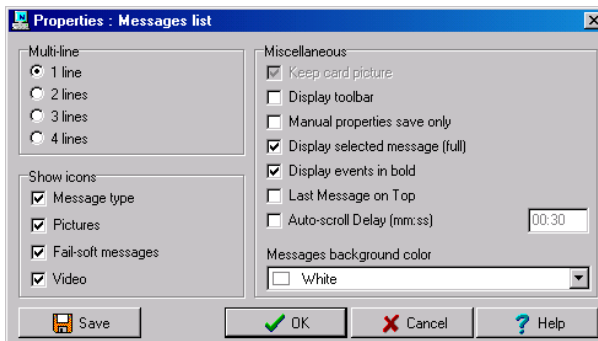 Properties : Messages list
Multi-line
1 line
2 lines
3 lines
4 lines
Show icons
Message type
Pictures
Fail-soft messages
Video
Miscellaneous
Keep card picture
Display toolbar
Manual properties save only
Display selected message (full)
Display events in bold
Last Message on Top
Auto-scroll Delay (mm:ss) 00:30
Messages background color
White
Save OK Cancel Help